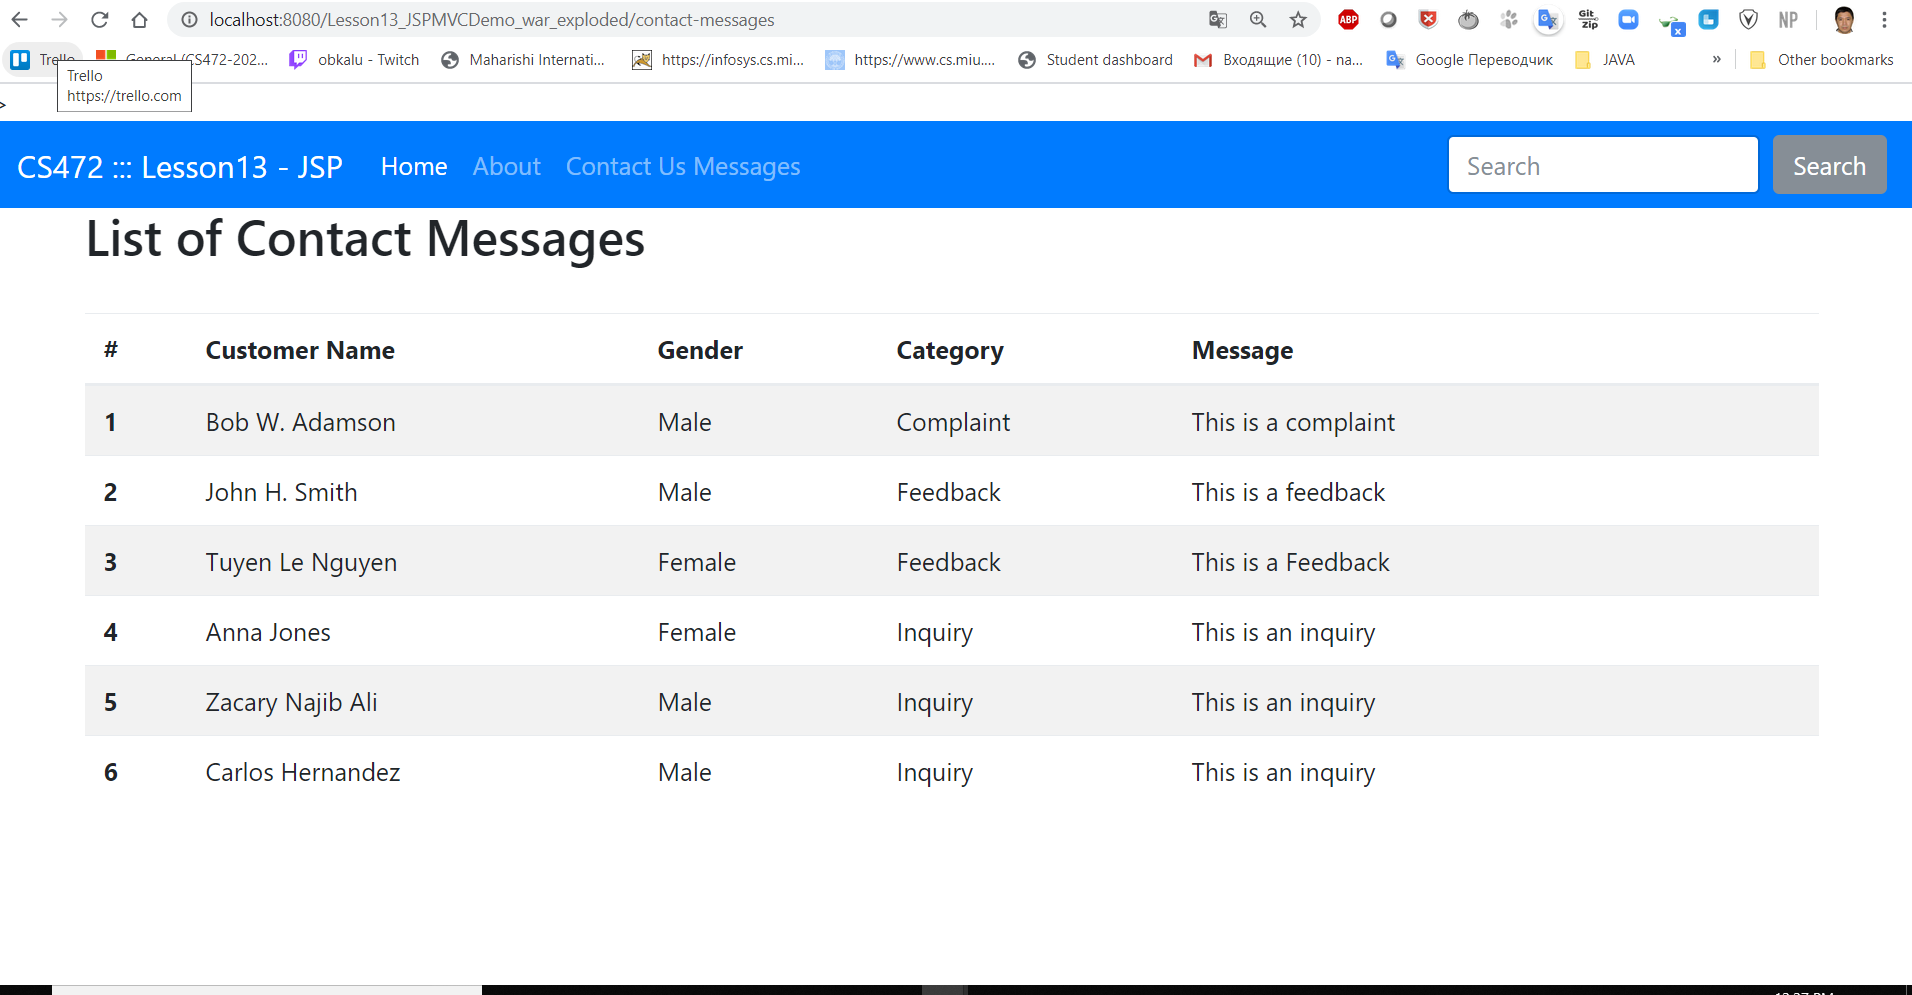 localhost:8080/Lesson13_JSPMVCDemo_war_exploded/contact-messages
ABP
Git Zip
NP
General (CS472-202...
obkalu - Twitch
Maharishi Internati...
https://infosys.cs.mi...
https://www.cs.miu....
Student dashboard
Входящие (10) - na...
Google Переводчик
JAVA
»
Other bookmarks
Trello
https://trello.com
>
CS472 ::: Lesson13 - JSP Home About Contact Us Messages Search Search
List of Contact Messages
# Customer Name Gender Category Message
1 Bob W. Adamson Male Complaint This is a complaint
2 John H. Smith Male Feedback This is a feedback
3 Tuyen Le Nguyen Female Feedback This is a Feedback
4 Anna Jones Female Inquiry This is an inquiry
5 Zacary Najib Ali Male Inquiry This is an inquiry
6 Carlos Hernandez Male Inquiry This is an inquiry